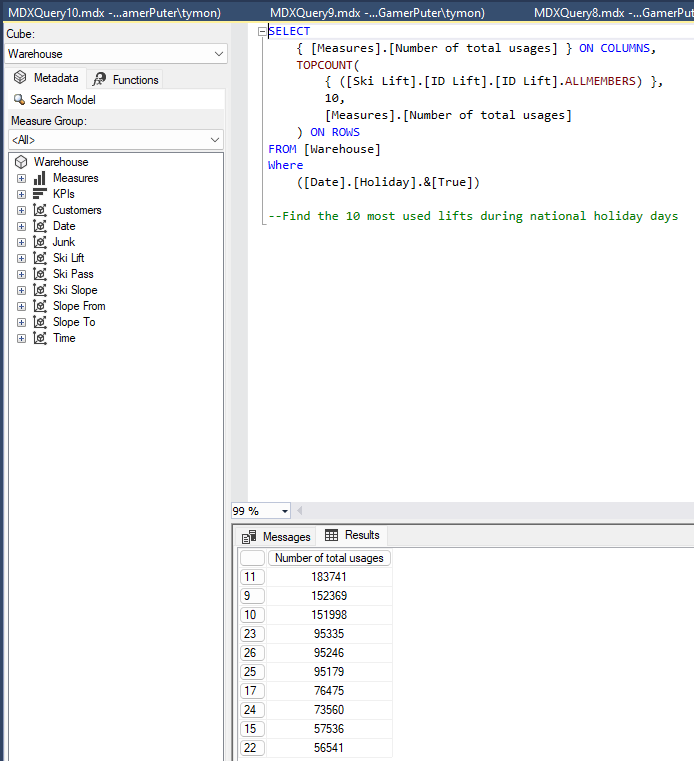 MDXQuery10.mdx -...amerPuter\tymon)
MDXQuery9.mdx -...GamerPuter\tymon)
MDXQuery8.mdx -...GamerPut
Cube:
Warehouse
Metadata
Functions
Search Model
Measure Group:
<All>
Warehouse
Measures
KPIs
Customers
Date
Junk
Ski Lift
Ski Pass
Ski Slope
Slope From
Slope To
Time
SELECT
{ [Measures].[Number of total usages] } ON COLUMNS,
TOPCOUNT(
{ ([Ski Lift].[ID Lift].[ID Lift].ALLMEMBERS) },
10,
[Measures].[Number of total usages]
) ON ROWS
FROM [Warehouse]
Where
([Date].[Holiday].&[True])
--Find the 10 most used lifts during national holiday days
99 %
Messages
Results
Number of total usages
11 183741
9 152369
10 151998
23 95335
26 95246
25 95179
17 76475
24 73560
15 57536
22 56541